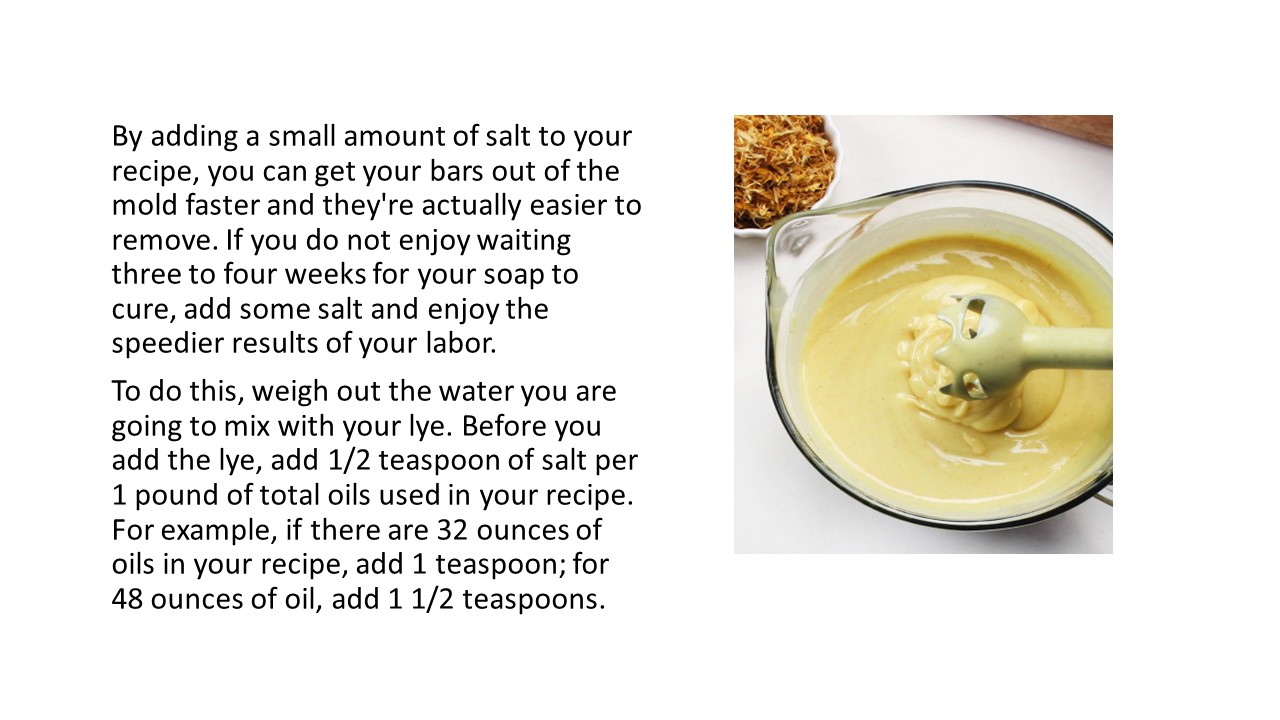 By adding a small amount of salt to your
recipe, you can get your bars out of the
mold faster and they're actually easier to
remove. If you do not enjoy waiting
three to four weeks for your soap to
cure, add some salt and enjoy the
speedier results of your labor.
To do this, weigh out the water you are
going to mix with your lye. Before you
add the lye, add 1/2 teaspoon of salt per
1 pound of total oils used in your recipe.
For example, if there are 32 ounces of
oils in your recipe, add 1 teaspoon; for
48 ounces of oil, add 1 1/2 teaspoons.